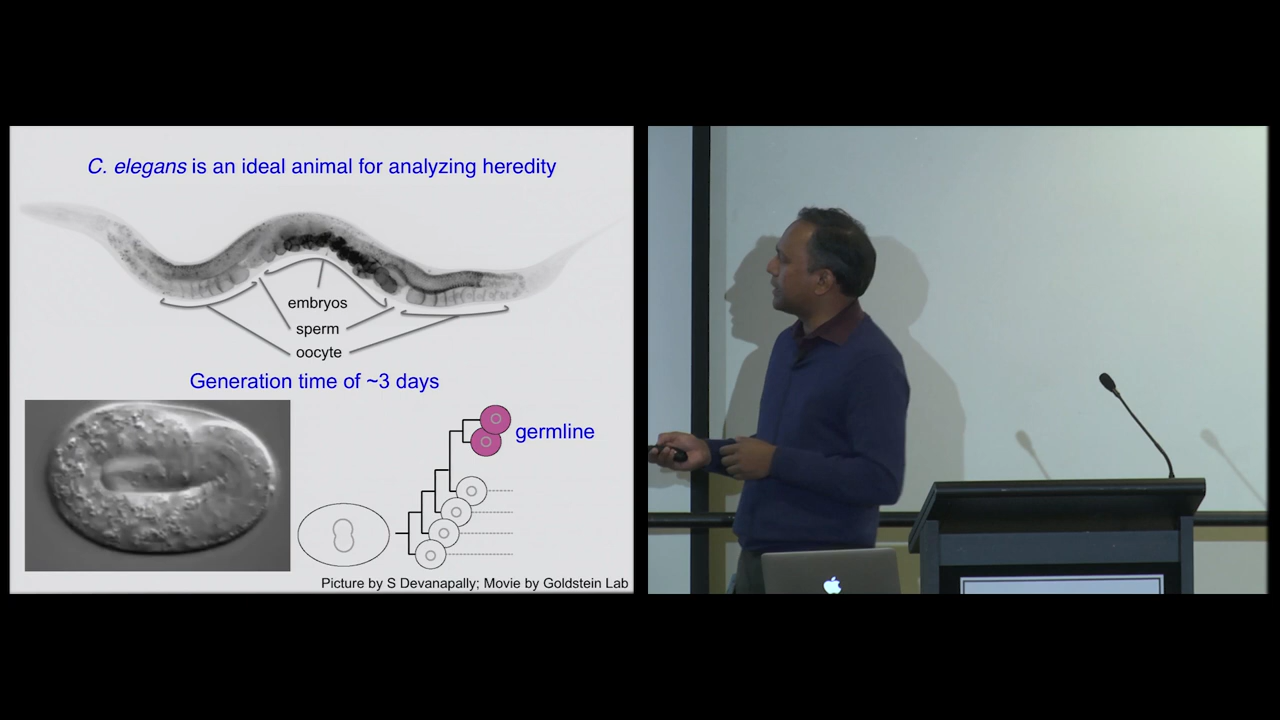 C. elegans is an ideal animal for analyzing heredity
embryos
sperm
oocyte
Generation time of ~3 days
germline
Picture by S Devanapally; Movie by Goldstein Lab